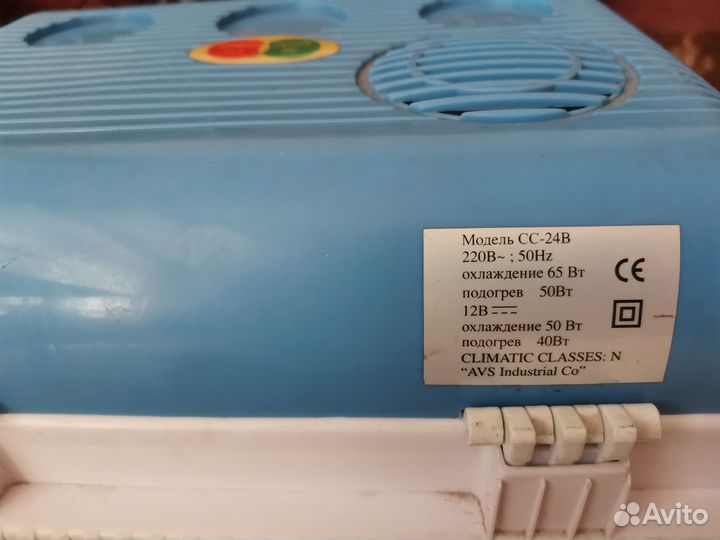 Модель СС-24В
220В~ ; 50Hz
охлаждение 65 Вт
подогрев 50Вт
12В
охлаждение 50 Вт
подогрев 40Вт
CLIMATIC CLASSES: N
“AVS Industrial Co”
CE
Avito